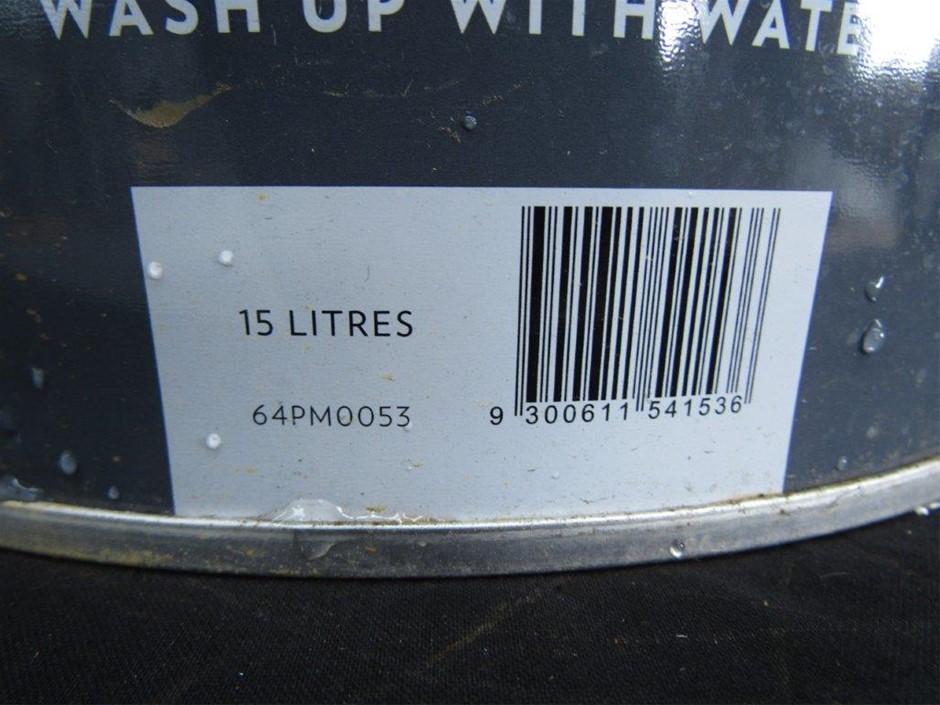 WASH UP WITH WATE
15 LITRES
64PM0053
9 300611 541536